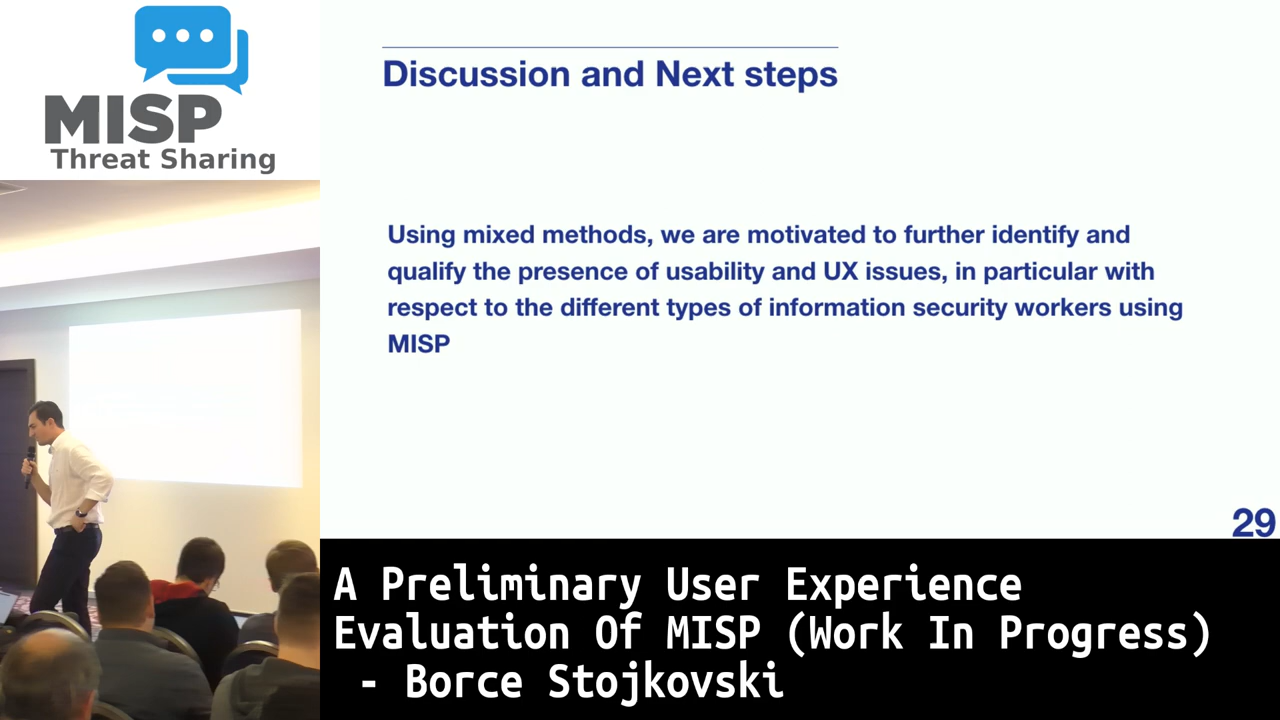 MISP
Threat Sharing
Discussion and Next steps
Using mixed methods, we are motivated to further identify and
qualify the presence of usability and UX issues, in particular with
respect to the different types of information security workers using
MISP
29
A Preliminary User Experience
Evaluation Of MISP (Work In Progress)
- Borce Stojkovski